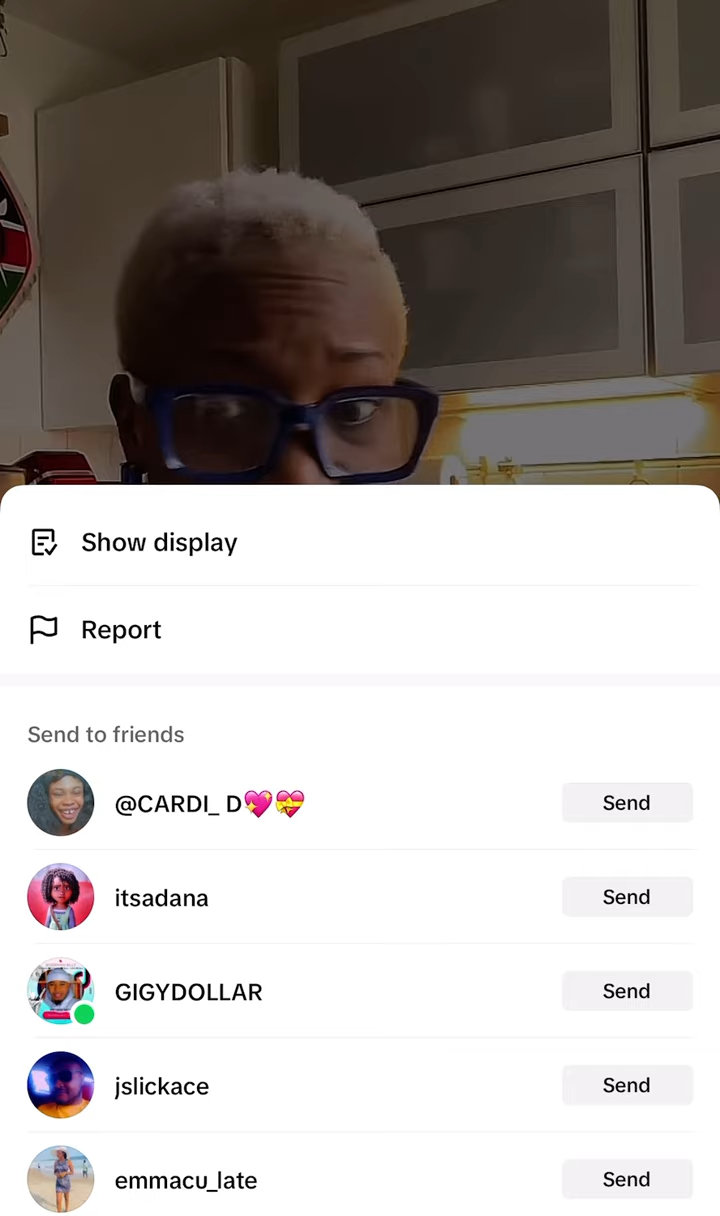 Show display
Report
Send to friends
@CARDI_ D💖💝 Send
itsadana Send
GIGYDOLLAR Send
jslickace Send
emmacu_late Send